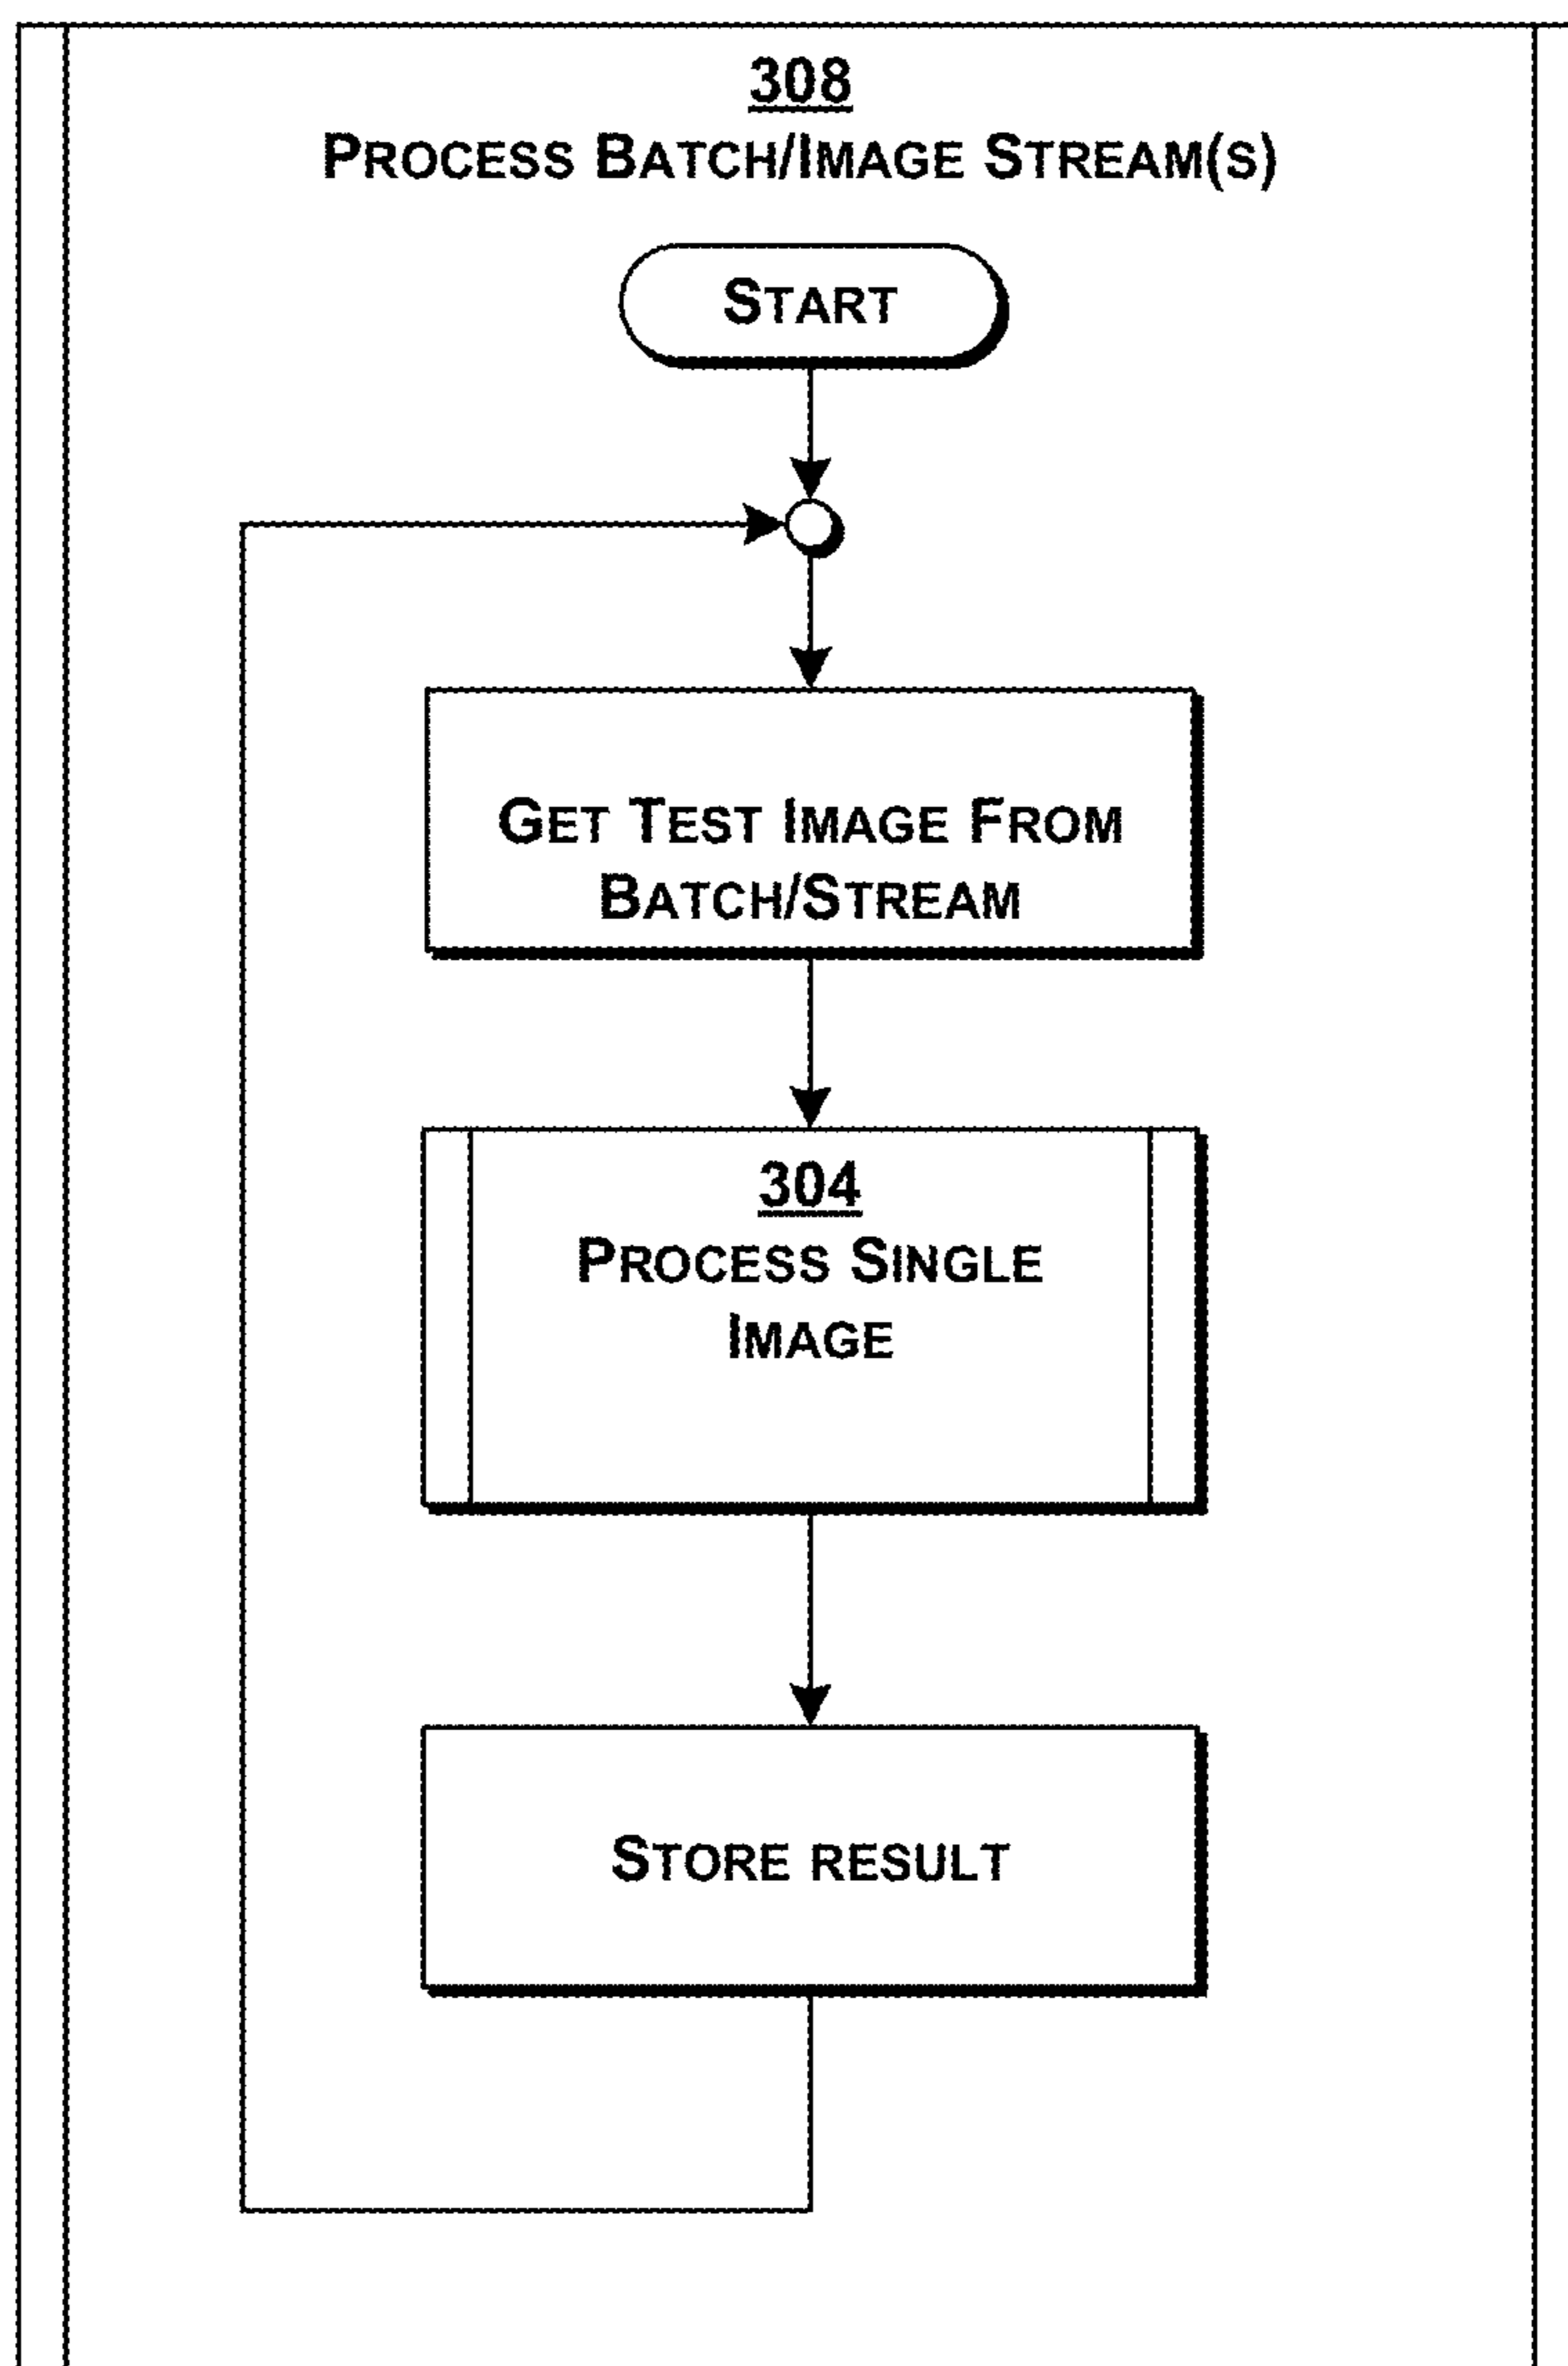 308
PROCESS BATCH/IMAGE STREAM(S)
START
GET TEST IMAGE FROM
BATCH/STREAM
304
PROCESS SINGLE
IMAGE
STORE RESULT